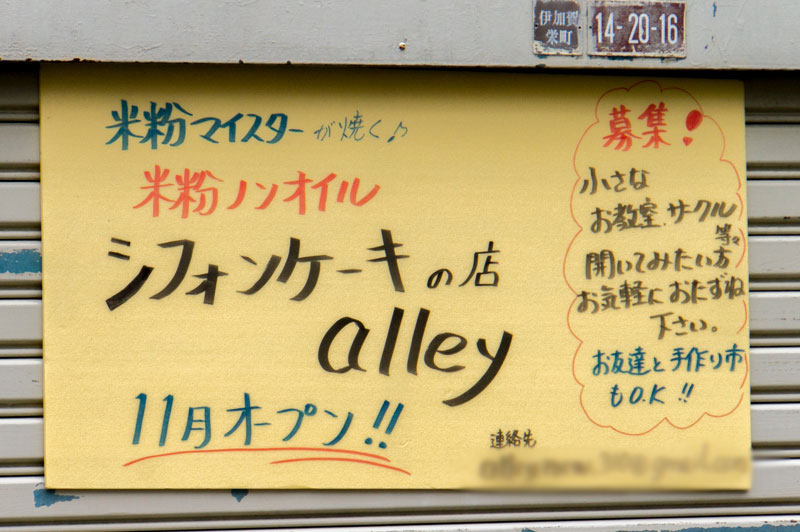 伊加賀
栄町
14-20-16
米粉マイスターが焼く♪
米粉ノンオイル
シフォンケーキの店
alley
11月オープン!!
募集!
小さな
お教室.サークル
等々
開いてみたい方
お気軽におたずね
下さい。
お友達と手作り市
もO.K!!
連絡先